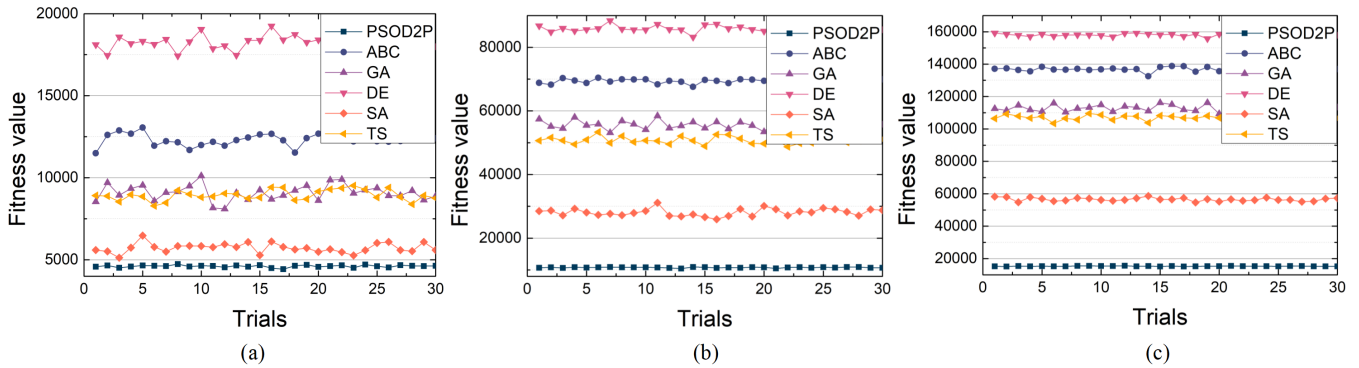 20000
15000
10000
5000
Fitness value
0 5 10 15 20 25 30
Trials
PSOD2P
ABC
GA
DE
SA
TS
(a)
80000
60000
40000
20000
Fitness value
0 5 10 15 20 25 30
Trials
PSOD2P
ABC
GA
DE
SA
TS
(b)
160000
140000
120000
100000
80000
60000
40000
20000
Fitness value
0 5 10 15 20 25 30
Trials
PSOD2P
ABC
GA
DE
SA
TS
(c)